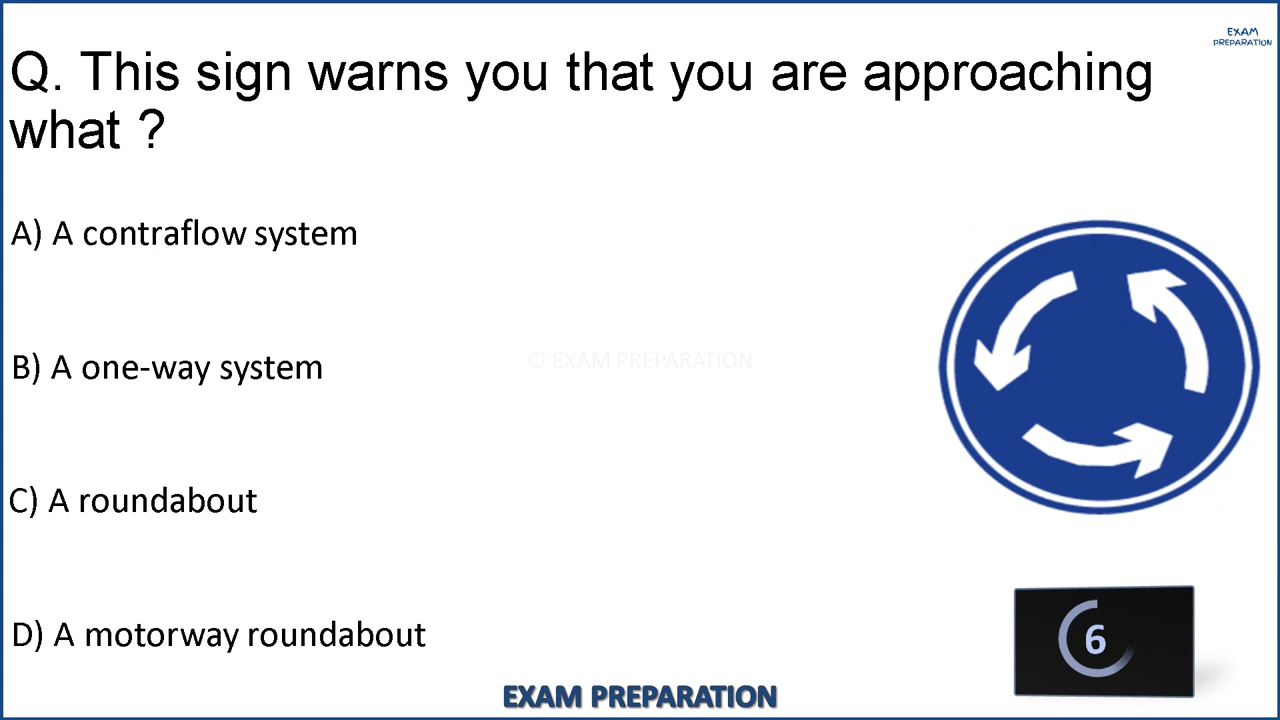 EXAM
PREPARATION
Q. This sign warns you that you are approaching
what ?
A) A contraflow system
B) A one-way system
© EXAM PREPARATION
C) A roundabout
D) A motorway roundabout
6
EXAM PREPARATION